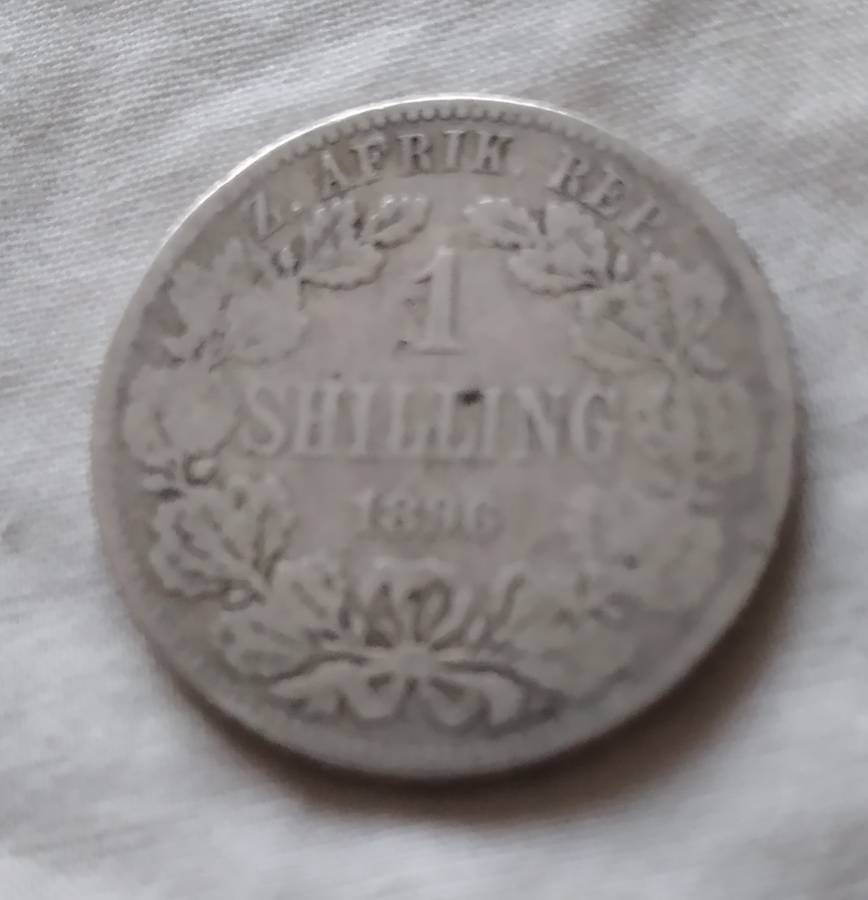 Z. AFRIK. REP.
1
SHILLING
1896